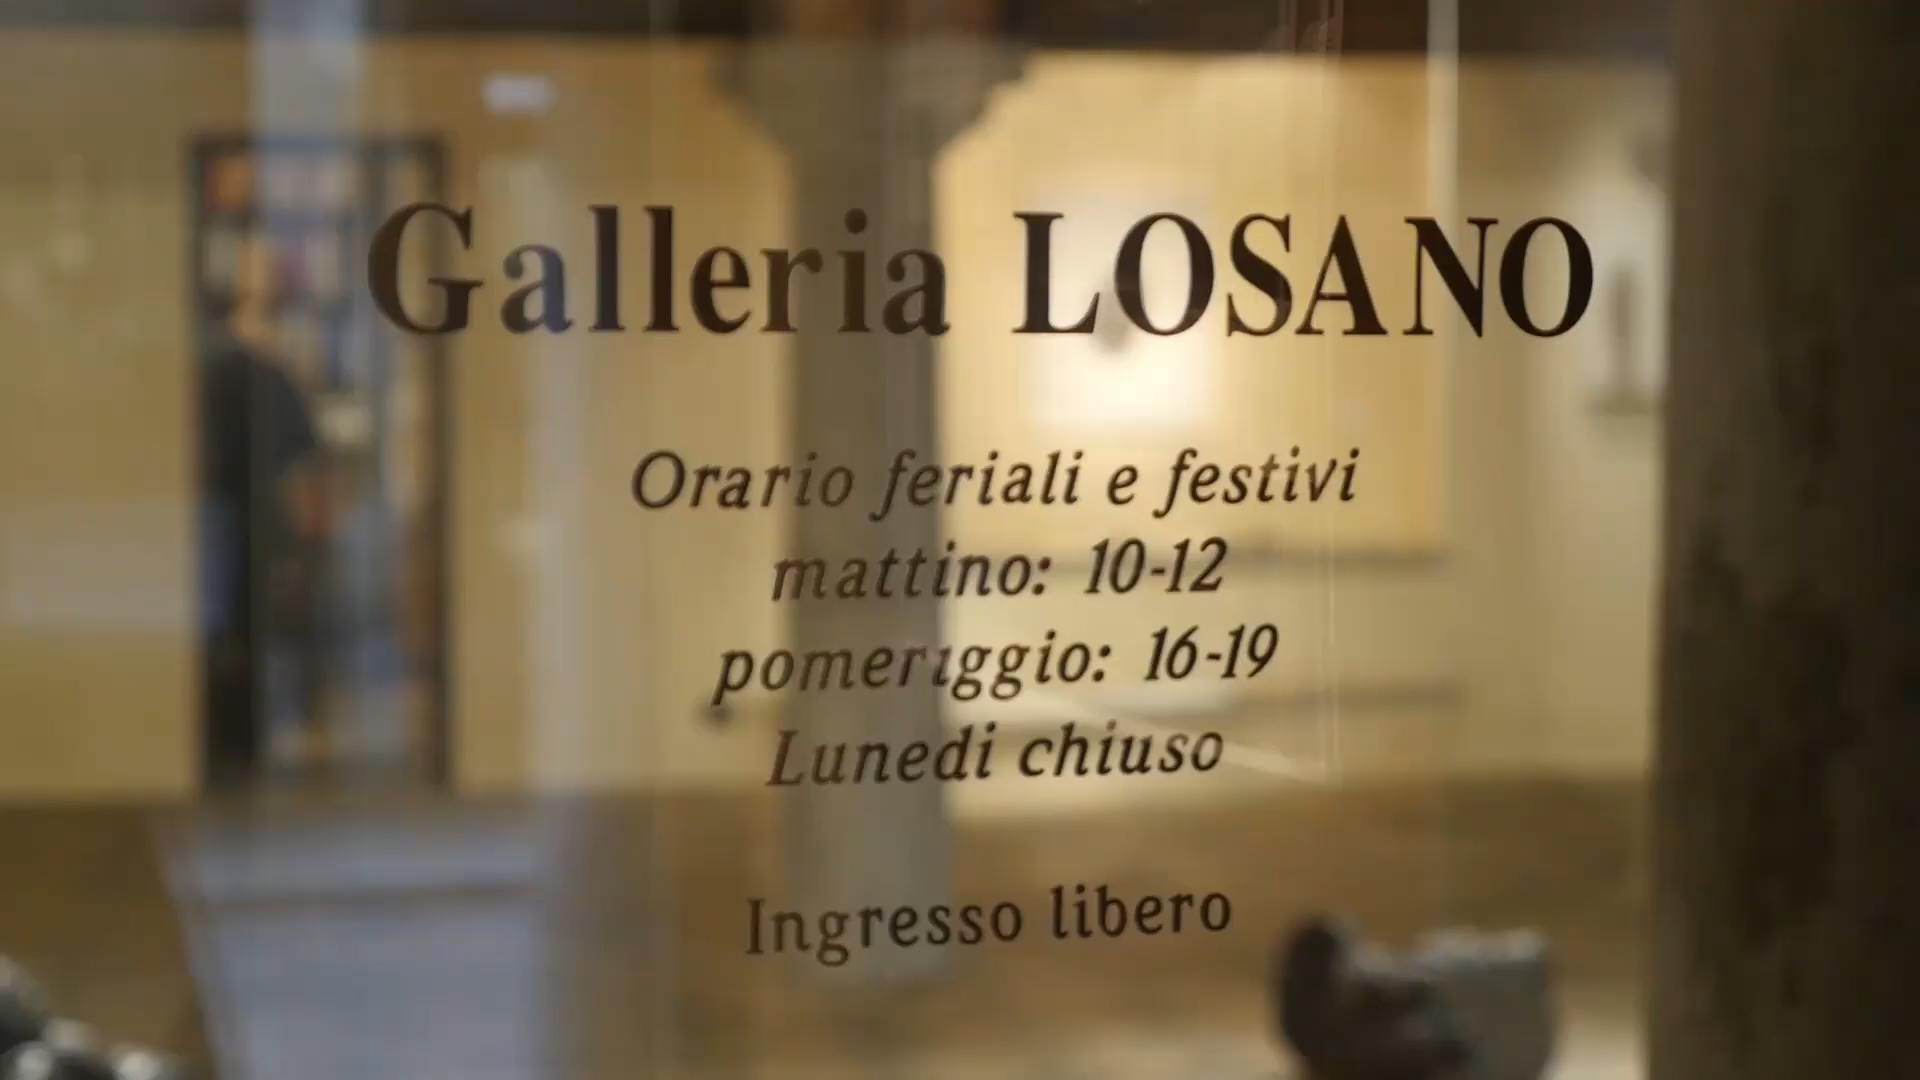 Galleria LOSANO
Orario feriali e festivi
mattino: 10-12
pomeriggio: 16-19
Lunedi chiuso
Ingresso libero